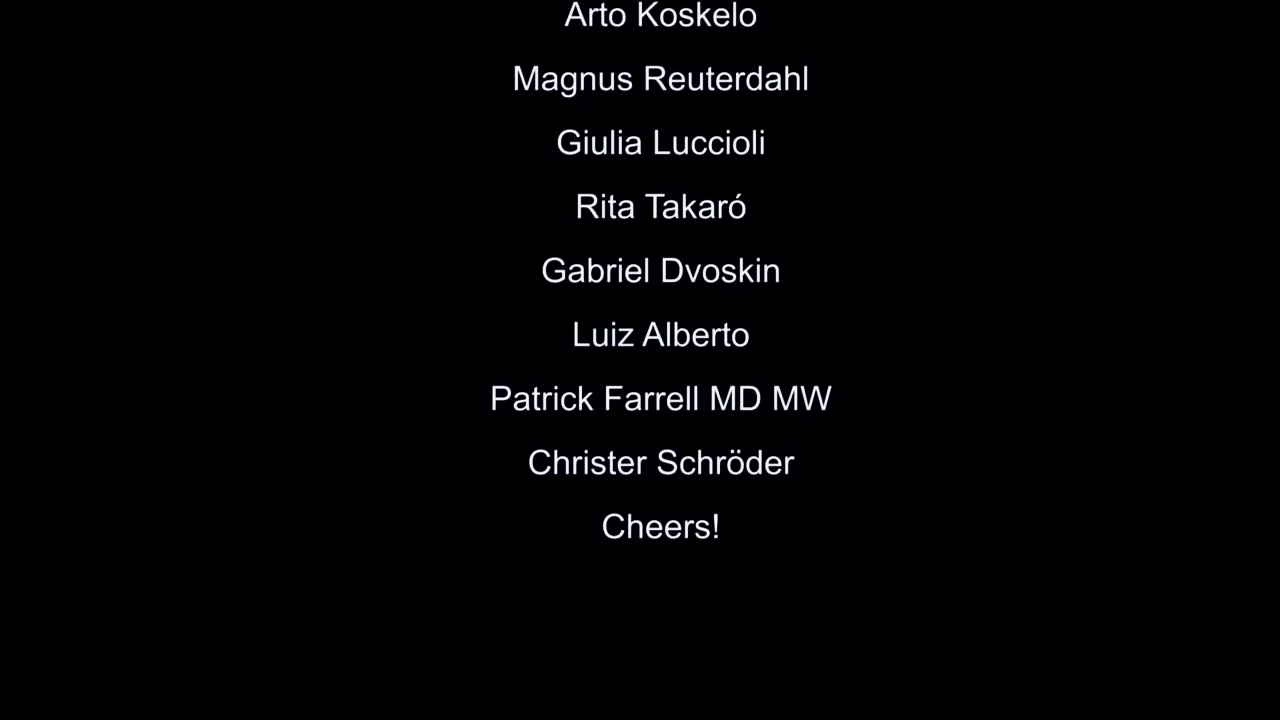 Arto Koskelo
Magnus Reuterdahl
Giulia Luccioli
Rita Takaró
Gabriel Dvoskin
Luiz Alberto
Patrick Farrell MD MW
Christer Schröder
Cheers!